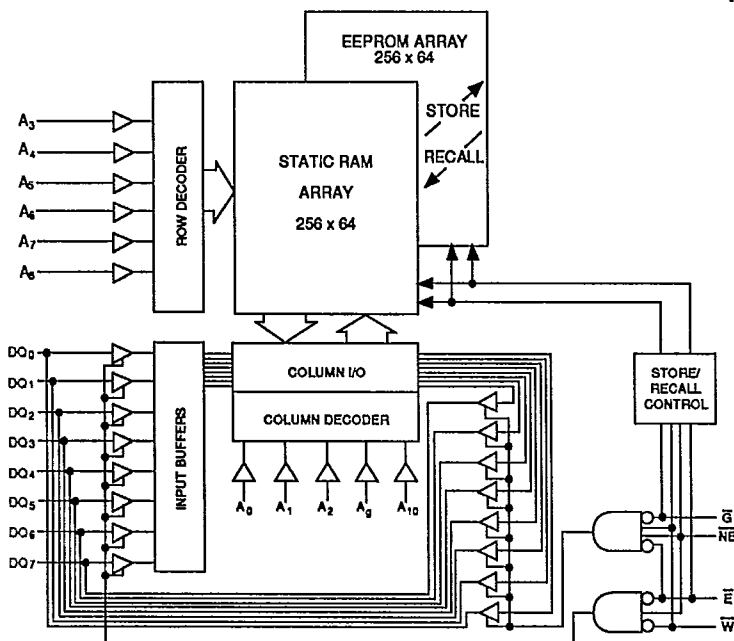 EEPROM ARRAY
256 x 64
STORE
RECALL
STATIC RAM
ARRAY
256 x 64
A3
A4
A5
A6
A7
A8
ROW DECODER
DQ0
DQ1
DQ2
DQ3
DQ4
DQ5
DQ6
DQ7
INPUT BUFFERS
COLUMN I/O
COLUMN DECODER
A0
A1
A2
A9
A10
STORE/
RECALL
CONTROL
G̅
N̅E̅
E̅
W̅